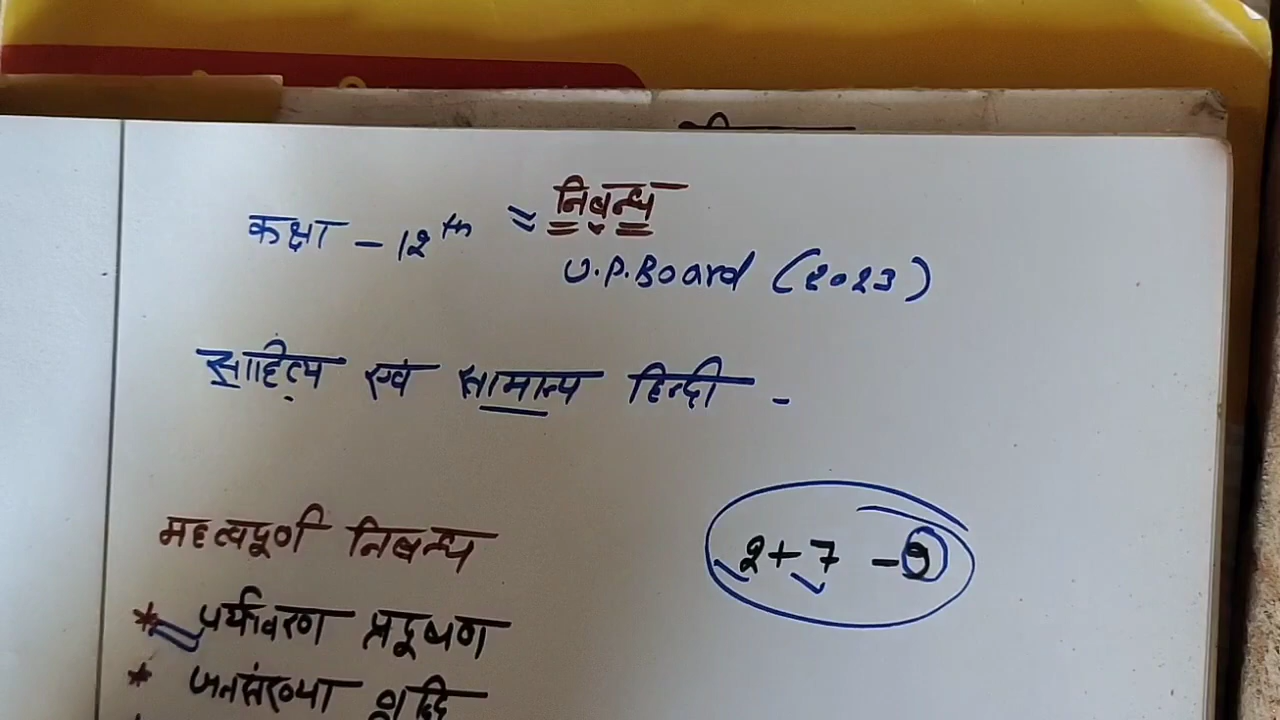 कक्षा - 12th ≈ निबन्ध
U.P. Board (2023)
साहित्य एवं सामान्य हिन्दी -
महत्वपूर्ण निबन्ध
2+7 - 9
* पर्यावरण प्रदूषण
* जनसंख्या वृद्धि